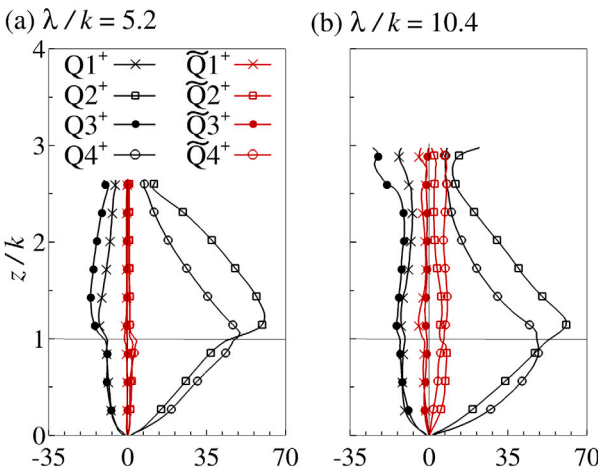 (a) λ/k = 5.2 (b) λ/k = 10.4
4
Q1⁺ Q̃1⁺
Q2⁺ Q̃2⁺
Q3⁺ Q̃3⁺
Q4⁺ Q̃4⁺
3
2
z/k
1
0
-35 0 35 70 -35 0 35 70